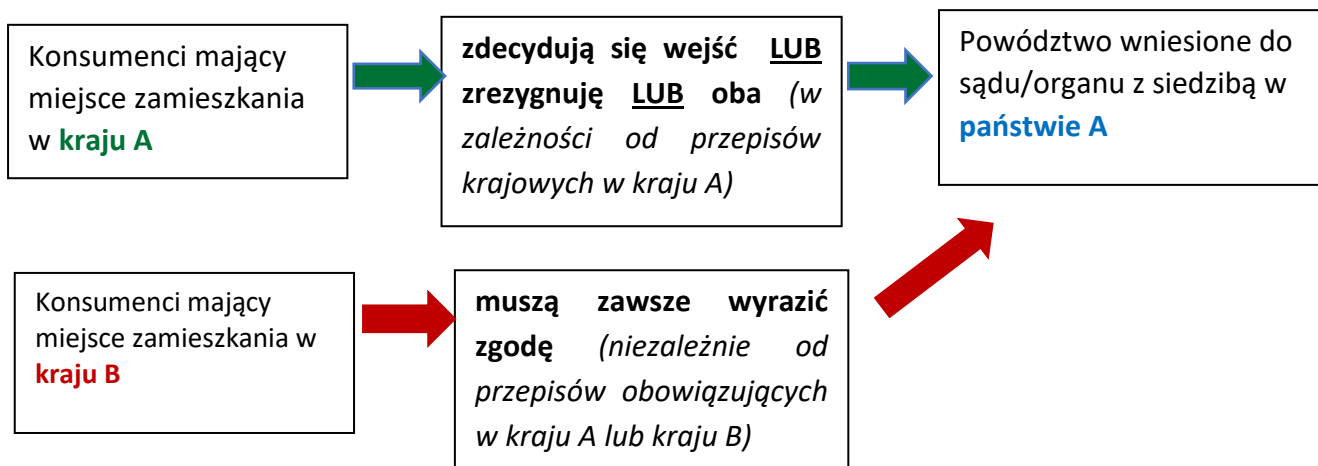 Konsumenci mający
miejsce zamieszkania
w kraju A
zdecydują się wejść LUB
zrezygnuję LUB oba (w
zależności od przepisów
krajowych w kraju A)
Powództwo wniesione do
sądu/organu z siedzibą w
państwie A
Konsumenci mający
miejsce zamieszkania w
kraju B
muszą zawsze wyrazić
zgodę (niezależnie od
przepisów obowiązujących
w kraju A lub kraju B)